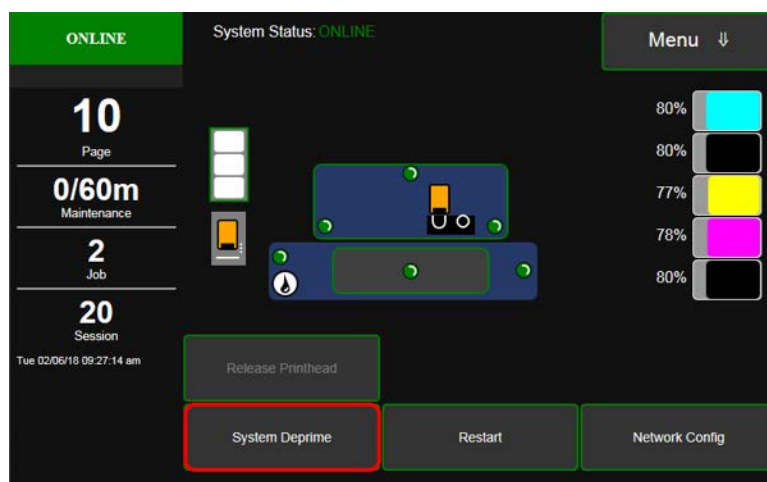 ONLINE
System Status: ONLINE
Menu ⇓
10
Page
0/60m
Maintenance
2
Job
20
Session
Tue 02/06/18 09:27:14 am
80%
80%
77%
78%
80%
Release Printhead
System Deprime
Restart
Network Config